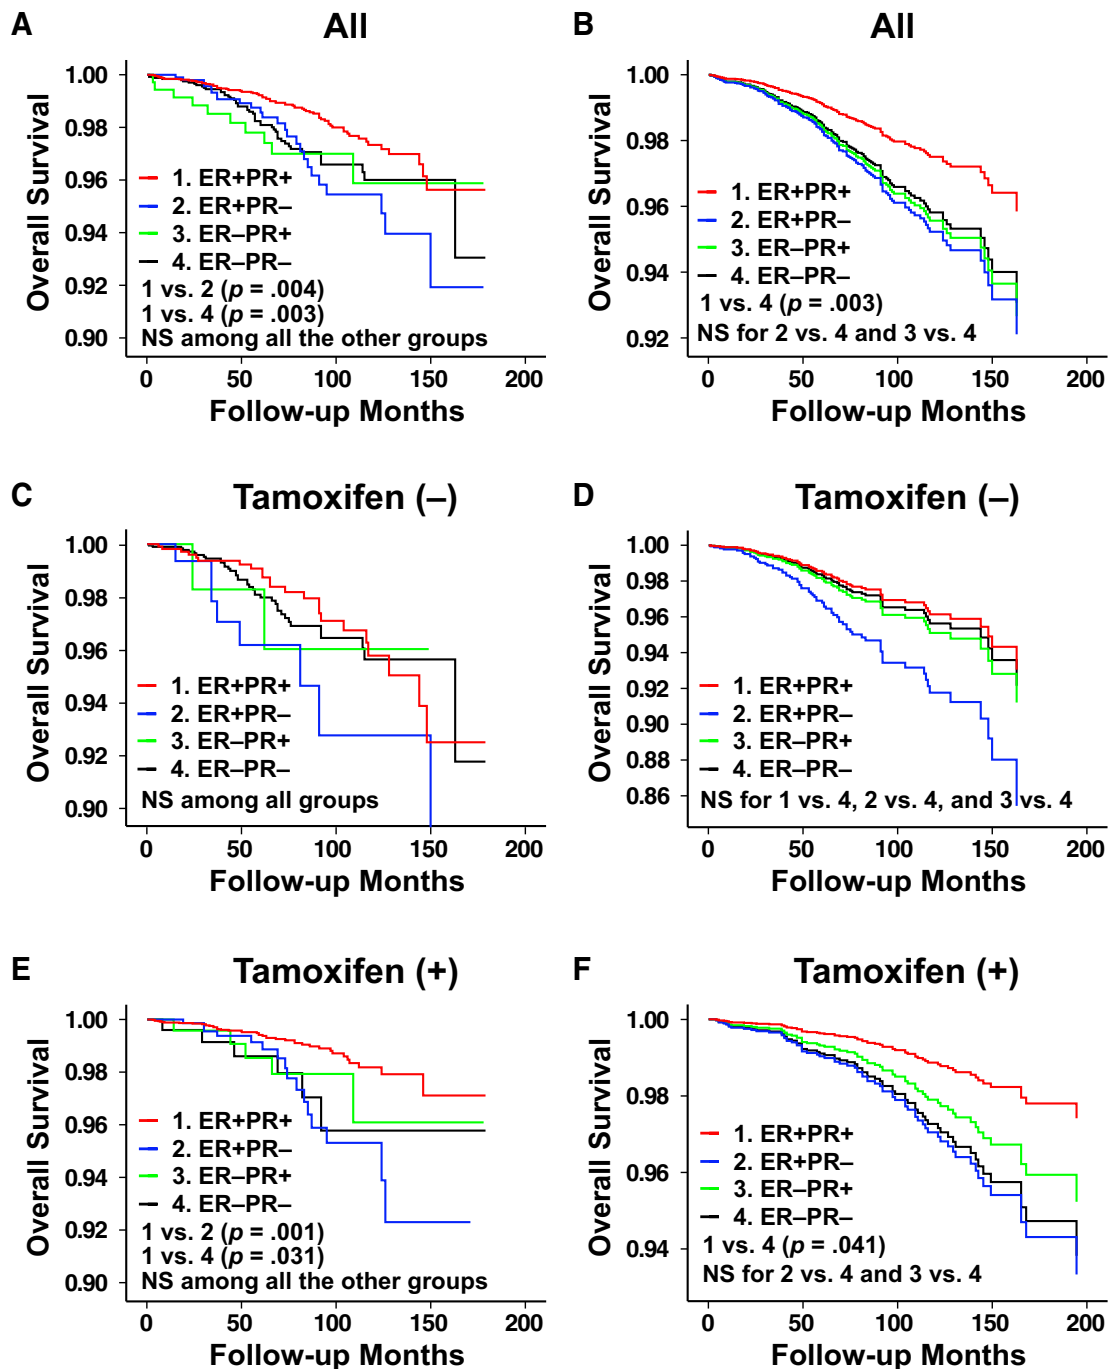 A
All
1.00
0.98
0.96
0.94
0.92
0.90
Overall Survival
1. ER+PR+
2. ER+PR–
3. ER–PR+
4. ER–PR–
1 vs. 2 (p = .004)
1 vs. 4 (p = .003)
NS among all the other groups
0 50 100 150 200
Follow-up Months
B
All
1.00
0.98
0.96
0.94
0.92
Overall Survival
1. ER+PR+
2. ER+PR–
3. ER–PR+
4. ER–PR–
1 vs. 4 (p = .003)
NS for 2 vs. 4 and 3 vs. 4
0 50 100 150 200
Follow-up Months
C
Tamoxifen (–)
1.00
0.98
0.96
0.94
0.92
0.90
Overall Survival
1. ER+PR+
2. ER+PR–
3. ER–PR+
4. ER–PR–
NS among all groups
0 50 100 150 200
Follow-up Months
D
Tamoxifen (–)
1.00
0.98
0.96
0.94
0.92
0.90
0.88
0.86
Overall Survival
1. ER+PR+
2. ER+PR–
3. ER–PR+
4. ER–PR–
NS for 1 vs. 4, 2 vs. 4, and 3 vs. 4
0 50 100 150 200
Follow-up Months
E
Tamoxifen (+)
1.00
0.98
0.96
0.94
0.92
0.90
Overall Survival
1. ER+PR+
2. ER+PR–
3. ER–PR+
4. ER–PR–
1 vs. 2 (p = .001)
1 vs. 4 (p = .031)
NS among all the other groups
0 50 100 150 200
Follow-up Months
F
Tamoxifen (+)
1.00
0.98
0.96
0.94
Overall Survival
1. ER+PR+
2. ER+PR–
3. ER–PR+
4. ER–PR–
1 vs. 4 (p = .041)
NS for 2 vs. 4 and 3 vs. 4
0 50 100 150 200
Follow-up Months